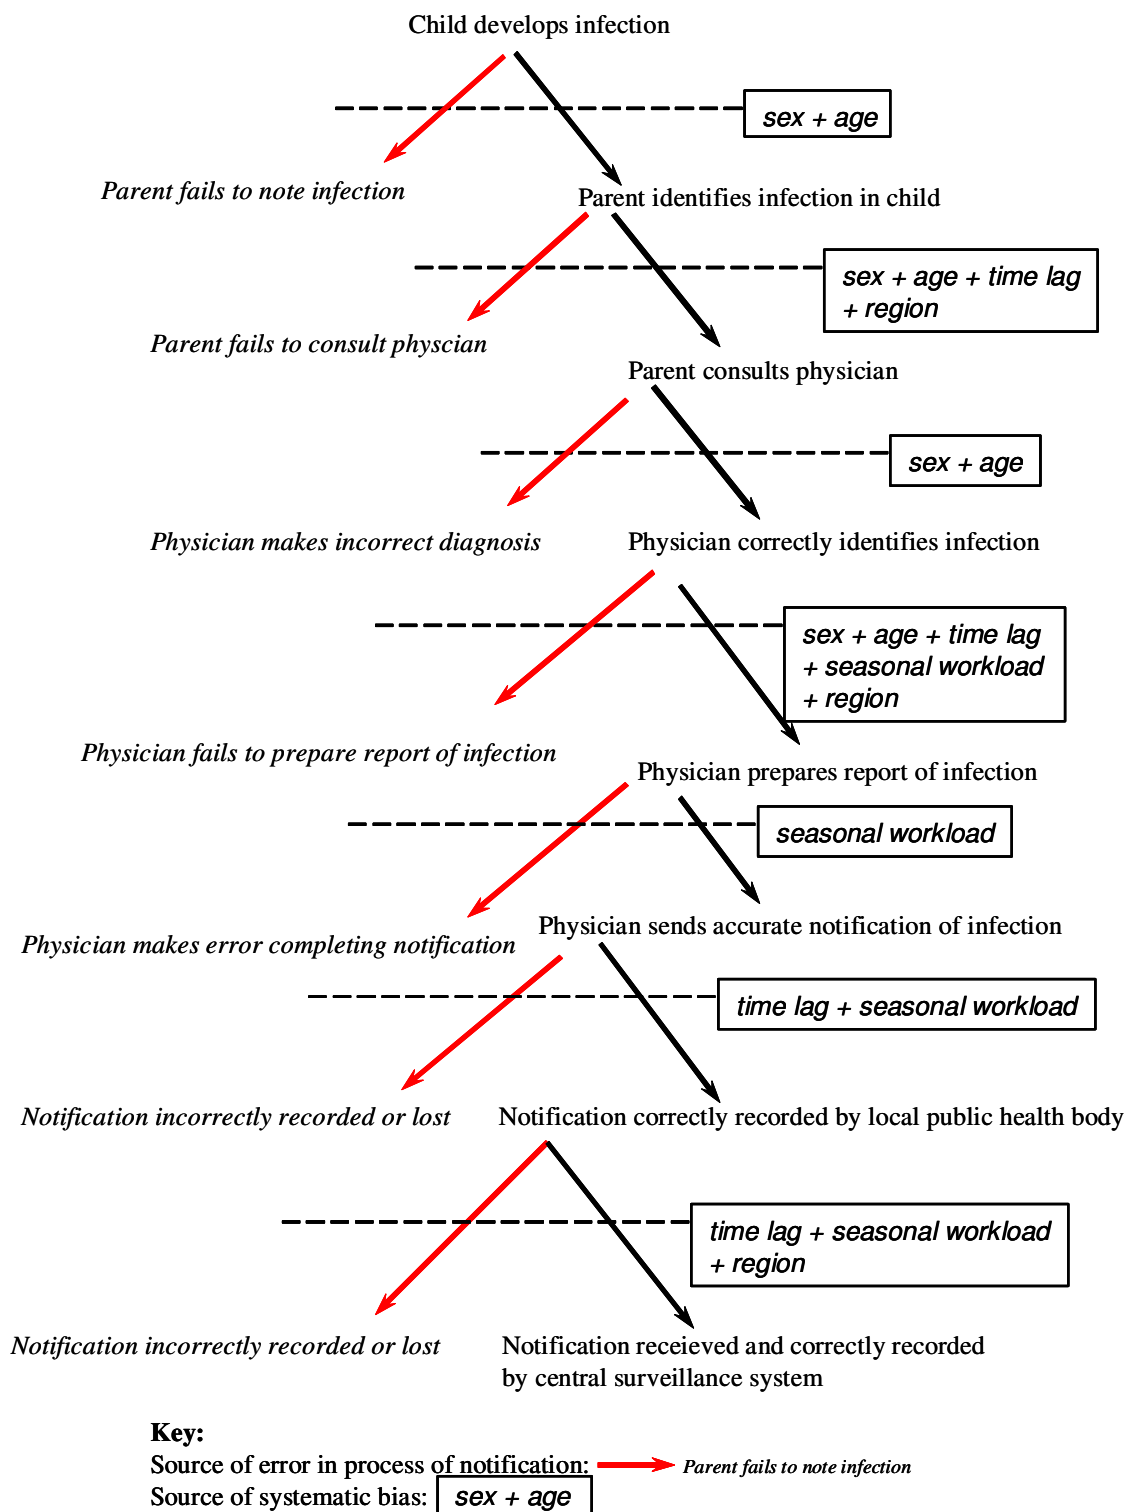 Child develops infection
sex + age
Parent fails to note infection
Parent identifies infection in child
sex + age + time lag
+ region
Parent fails to consult physcian
Parent consults physician
sex + age
Physician makes incorrect diagnosis
Physician correctly identifies infection
sex + age + time lag
+ seasonal workload
+ region
Physician fails to prepare report of infection
Physician prepares report of infection
seasonal workload
Physician makes error completing notification
Physician sends accurate notification of infection
time lag + seasonal workload
Notification incorrectly recorded or lost
Notification correctly recorded by local public health body
time lag + seasonal workload
+ region
Notification incorrectly recorded or lost
Notification receieved and correctly recorded
by central surveillance system
Key:
Source of error in process of notification: Parent fails to note infection
Source of systematic bias: sex + age